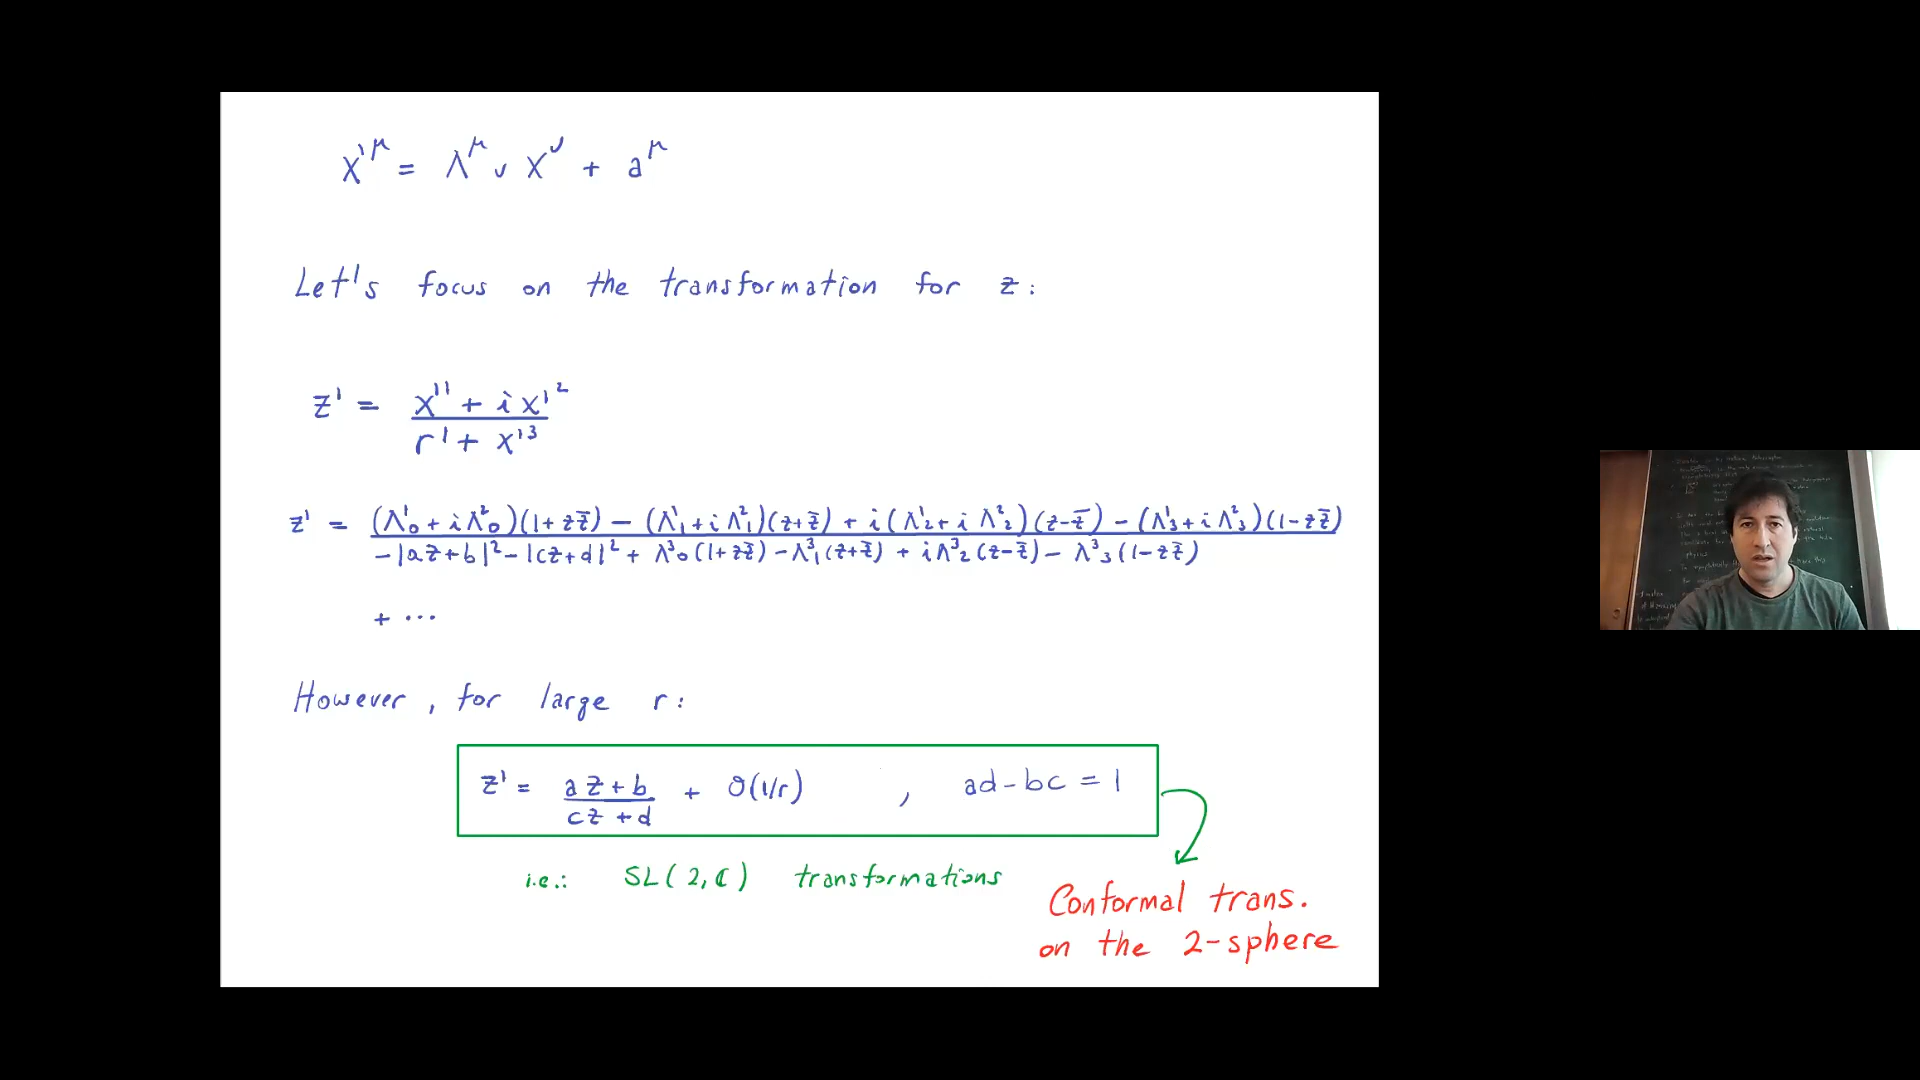 x'^μ = Λ^μ_ν x^ν + a^μ
Let's focus on the transformation for z:
z' = (x'^1 + i x'^2) / (r' + x'^3)
z' = ((Λ^1_0 + iΛ^2_0)(1+zz̄) − (Λ^1_1 + iΛ^2_1)(z+z̄) + i(Λ^1_2 + iΛ^2_2)(z−z̄) − (Λ^1_3 + iΛ^2_3)(1−zz̄)) / (−|az+b|^2 − |cz+d|^2 + Λ^3_0(1+zz̄) − Λ^3_1(z+z̄) + iΛ^3_2(z−z̄) − Λ^3_3(1−zz̄))
+ ...
However, for large r:
z' = (az+b)/(cz+d) + O(1/r) , ad−bc = 1
i.e.: SL(2,ℂ) transformations
Conformal trans.
on the 2-sphere